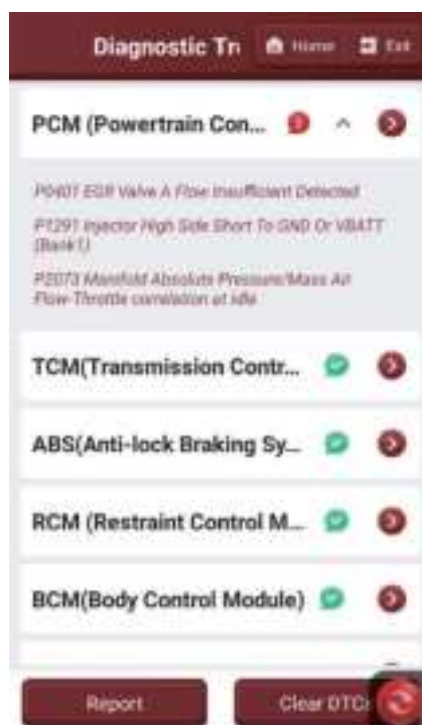 Diagnostic Tr
Home
Exit
PCM (Powertrain Con...
P0401 EGR Valve A Flow Insufficient Detected
P1291 Injector High Side Short To GND Or VBATT
(Bank1)
P2073 Manifold Absolute Pressure/Mass Air
Flow-Throttle correlation at idle
TCM(Transmission Contr...
ABS(Anti-lock Braking Sy...
RCM (Restraint Control M...
BCM(Body Control Module)
Report
Clear DTC